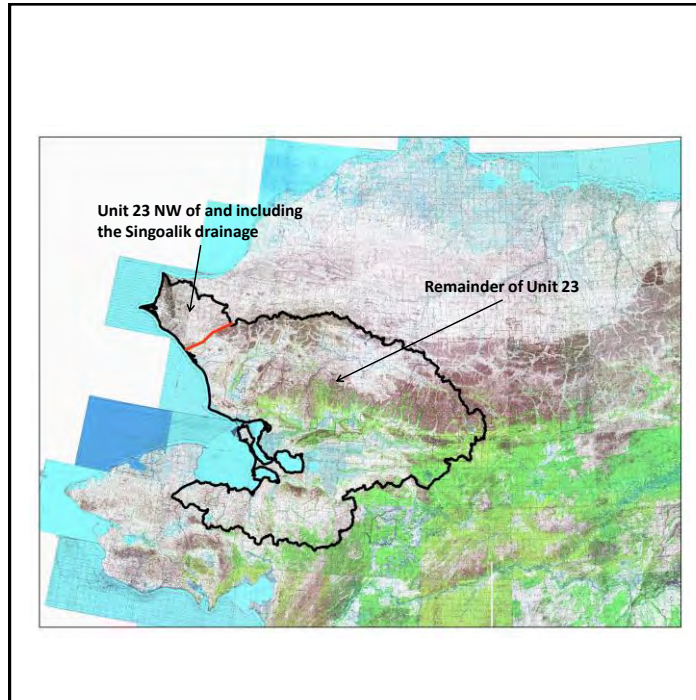 Unit 23 NW of and including
the Singoalik drainage
Remainder of Unit 23